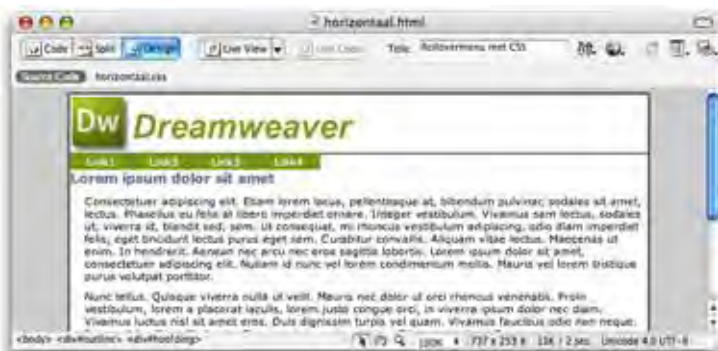 horizontaal.html
Code Split Design Live View Live Code Title: Rollovermenu met CSS
Source Code horizontaal.css
Dw Dreamweaver
Link1 Link2 Link3 Link4
Lorem ipsum dolor sit amet
Consectetuer adipiscing elit. Etiam lorem lacus, pellentesque at, bibendum pulvinar, sodales sit amet,
lectus. Phasellus eu felis at libero imperdiet ornare. Integer vestibulum. Vivamus sem lectus, sodales
ut, viverra id, blandit sed, sem. Ut consequat, mi rhoncus vestibulum adipiscing, odio diam imperdiet
felis, eget tincidunt lectus purus eget sem. Curabitur convallis. Aliquam vitae lectus. Maecenas ut
enim. In hendrerit. Aenean nec arcu nec eros sagittis lobortis. Lorem ipsum dolor sit amet,
consectetuer adipiscing elit. Nullam id nunc vel lorem condimentum mollis. Mauris vel lorem tristique
purus volutpat porttitor.
Nunc tellus. Quisque viverra nulla ut velit. Mauris nec dolor ut orci rhoncus venenatis. Proin
vestibulum, lorem a placerat iaculis, lorem justo congue orci, in viverra ipsum dolor nec diam.
Vivamus luctus nisl sit amet eros. Duis dignissim turpis vel quam. Vivamus faucibus odio non neque.
<body> <div#outline> <div#hoofding> 100% 737 x 253 13K / 2 sec Unicode 4.0 UTF-8